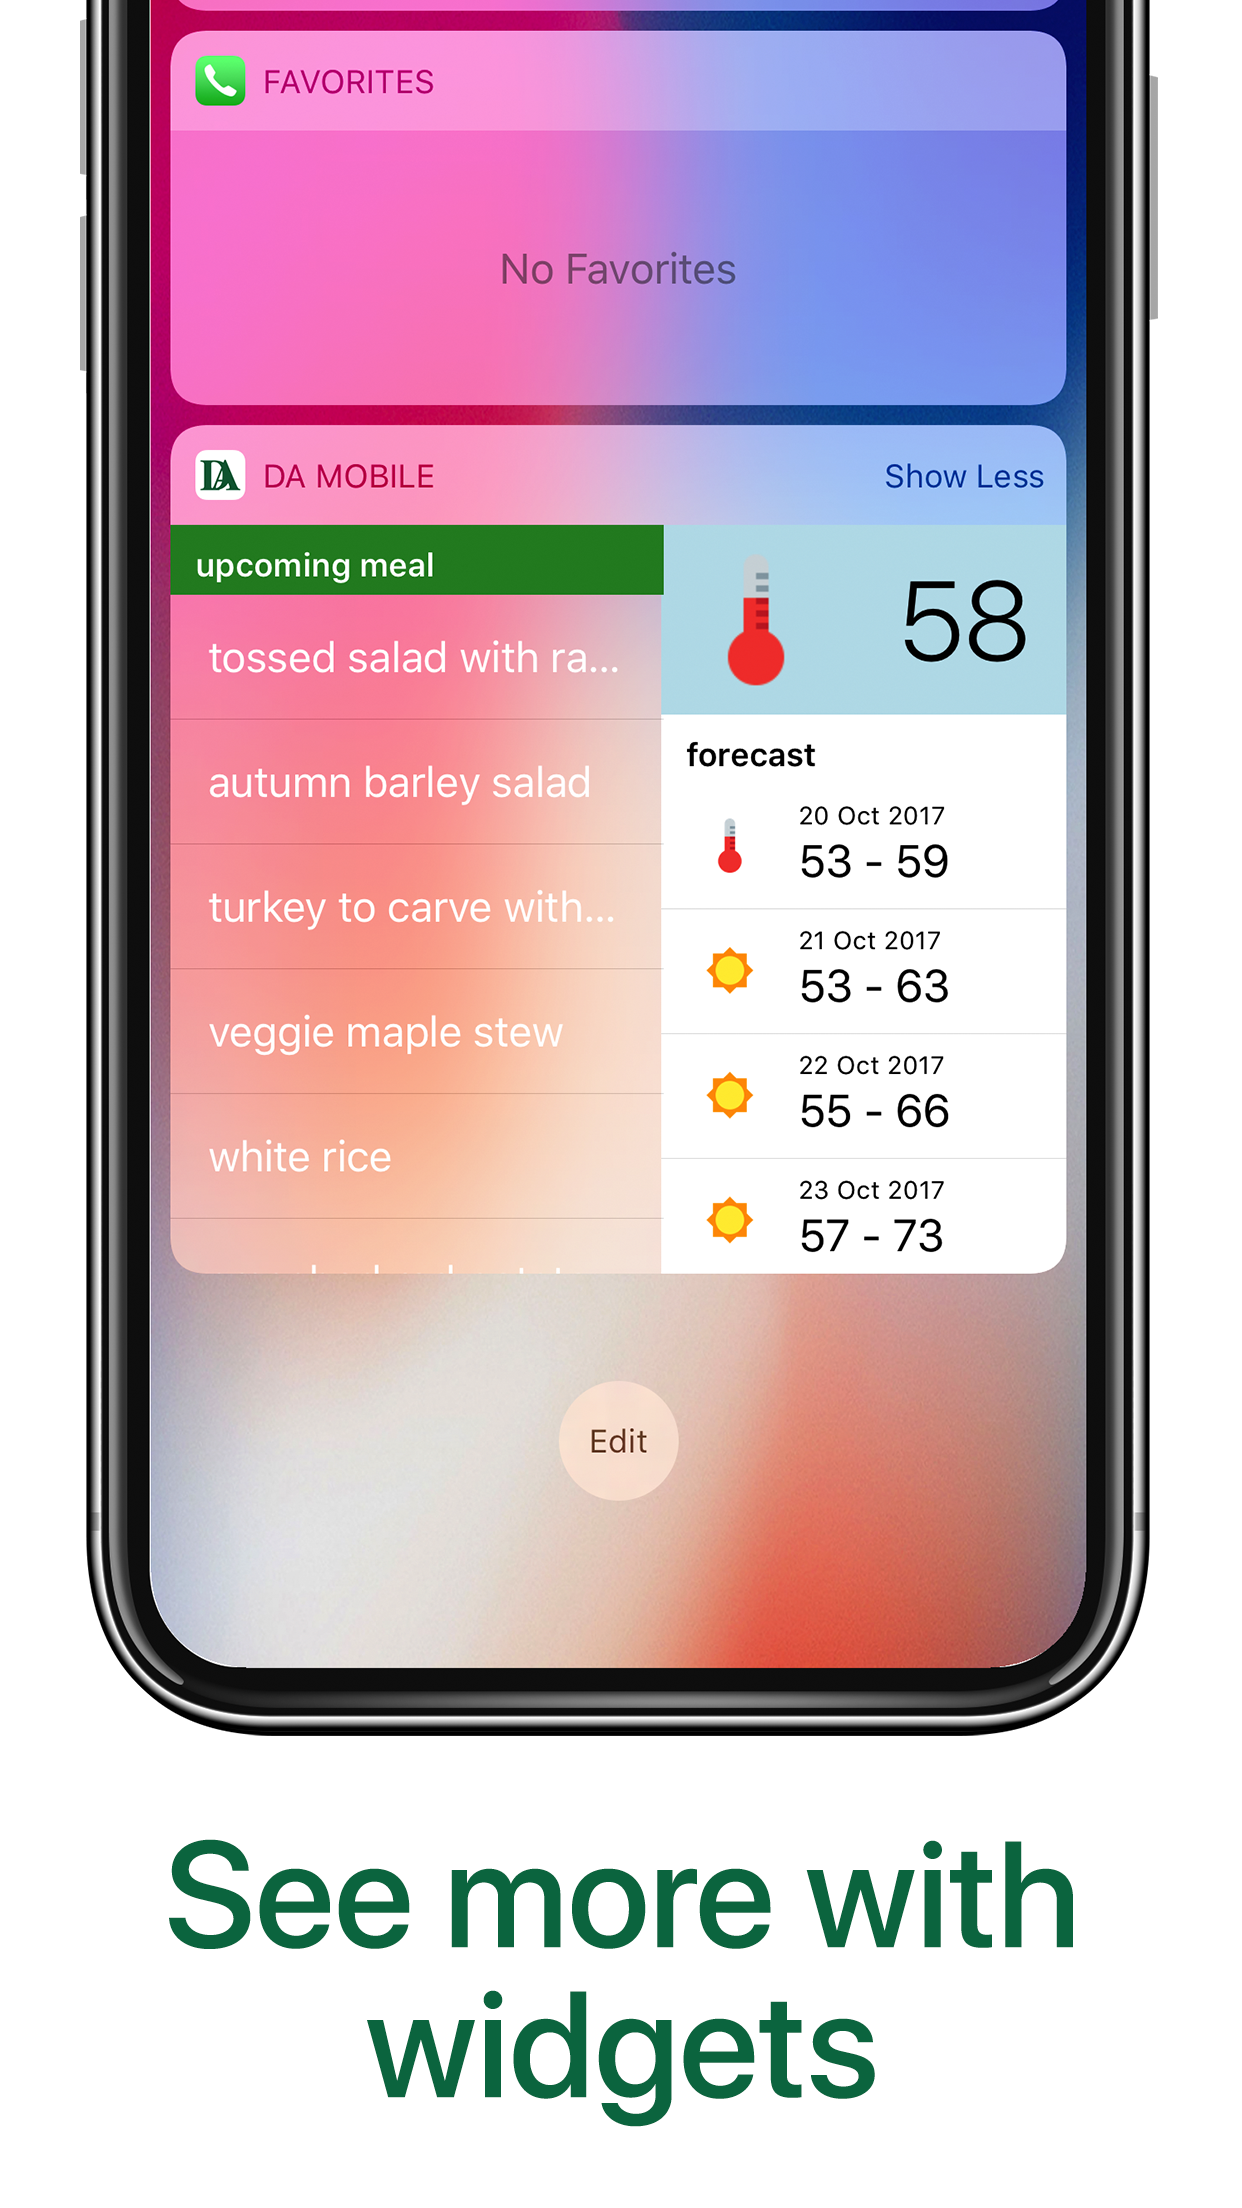 FAVORITES
No Favorites
DA DA MOBILE
Show Less
upcoming meal
tossed salad with ra...
autumn barley salad
turkey to carve with...
veggie maple stew
white rice
58
forecast
20 Oct 2017
53 - 59
21 Oct 2017
53 - 63
22 Oct 2017
55 - 66
23 Oct 2017
57 - 73
Edit
See more with
widgets